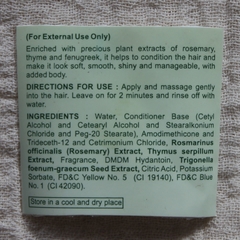 (For External Use Only)
Enriched with precious plant extracts of rosemary,
thyme and fenugreek, it helps to condition the hair and
make it look soft, smooth, shiny and manageable, with
added body.
DIRECTIONS FOR USE : Apply and massage gently
into the hair. Leave on for 2 minutes and rinse off with
water.
INGREDIENTS : Water, Conditioner Base (Cetyl
Alcohol and Cetearyl Alcohol and Stearalkonium
Chloride and Peg-20 Stearate), Amodimethicone and
Trideceth-12 and Cetrimonium Chloride, Rosmarinus
officinalis (Rosemary) Extract, Thymus serpillum
Extract, Fragrance, DMDM Hydantoin, Trigonella
foenum-graecum Seed Extract, Citric Acid, Potassium
Sorbate, FD&C Yellow No. 5 (CI 19140), FD&C Blue
No. 1 (CI 42090).
Store in a cool and dry place